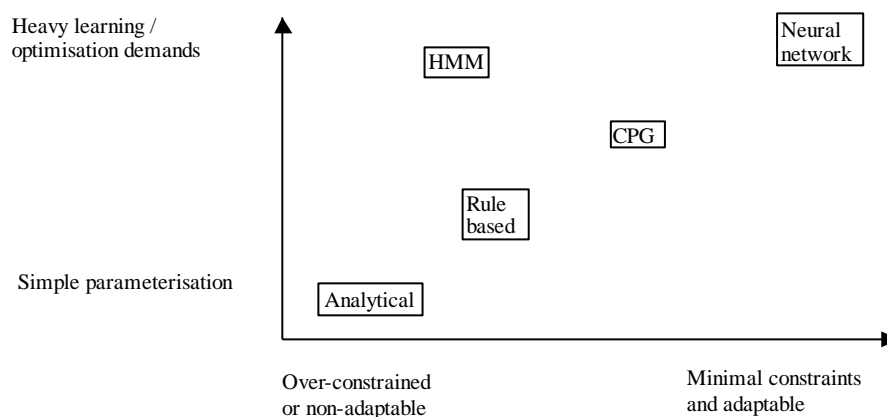 Heavy learning /
optimisation demands
Neural
network
HMM
CPG
Rule
based
Simple parameterisation
Analytical
Over-constrained
or non-adaptable
Minimal constraints
and adaptable